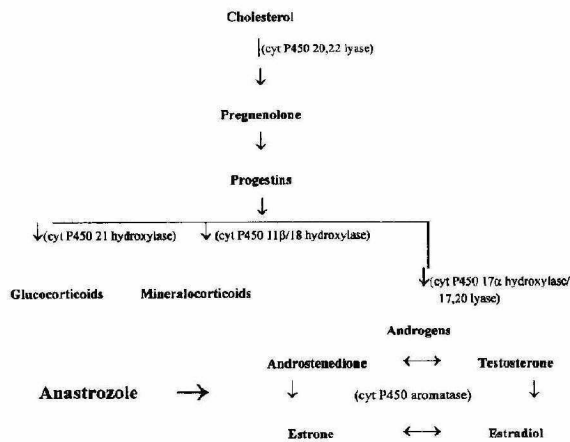 Cholesterol
(cyt P450 20,22 lyase)
Pregnenolone
Progestins
(cyt P450 21 hydroxylase) (cyt P450 11β/18 hydroxylase)
(cyt P450 17α hydroxylase/
17,20 lyase)
Glucocorticoids Mineralocorticoids
Androgens
Androstenedione Testosterone
Anastrozole (cyt P450 aromatase)
Estrone Estradiol